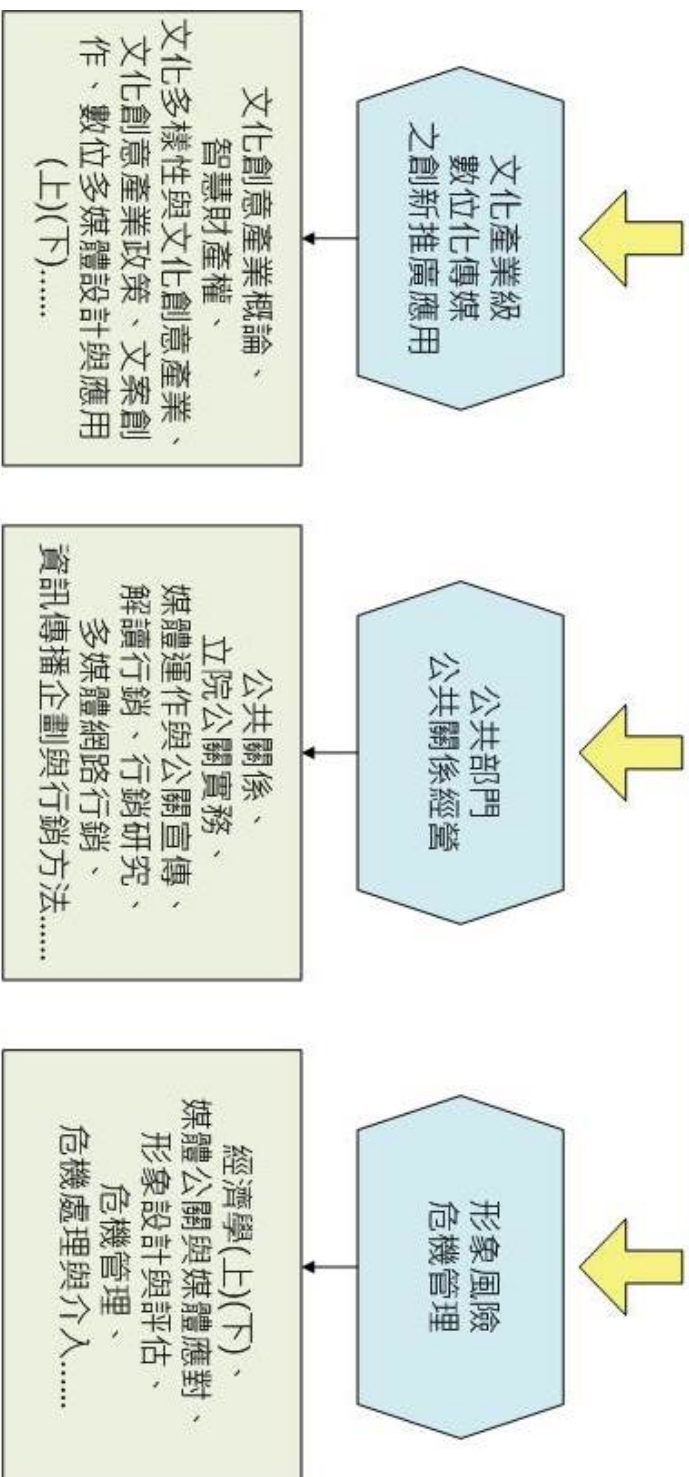 文化產業級
數位化傳媒
之創新推廣應用
文化創意產業概論、
智慧財產權、
文化多樣性與文化創意產業、
文化創意產業政策、文案創
作、數位多媒體設計與應用
(上)(下)......
公共部門
公共關係經營
公共關係、
立院公關實務、
媒體運作與公關宣傳、
解讀行銷、行銷研究、
多媒體網路行銷、
資訊傳播企劃與行銷方法......
形象風險
危機管理
經濟學(上)(下)、
媒體公關與媒體應對、
形象設計與評估、
危機管理、
危機處理與介入......